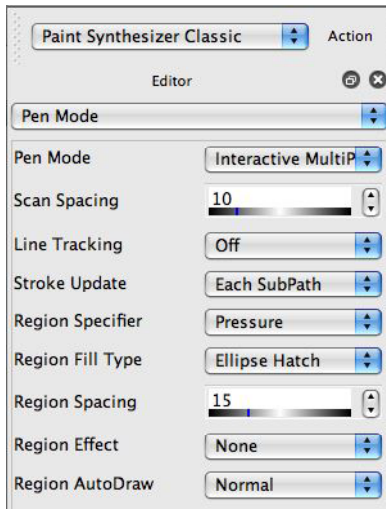 Paint Synthesizer Classic Action
Editor
Pen Mode
Pen Mode Interactive MultiP
Scan Spacing 10
Line Tracking Off
Stroke Update Each SubPath
Region Specifier Pressure
Region Fill Type Ellipse Hatch
Region Spacing 15
Region Effect None
Region AutoDraw Normal